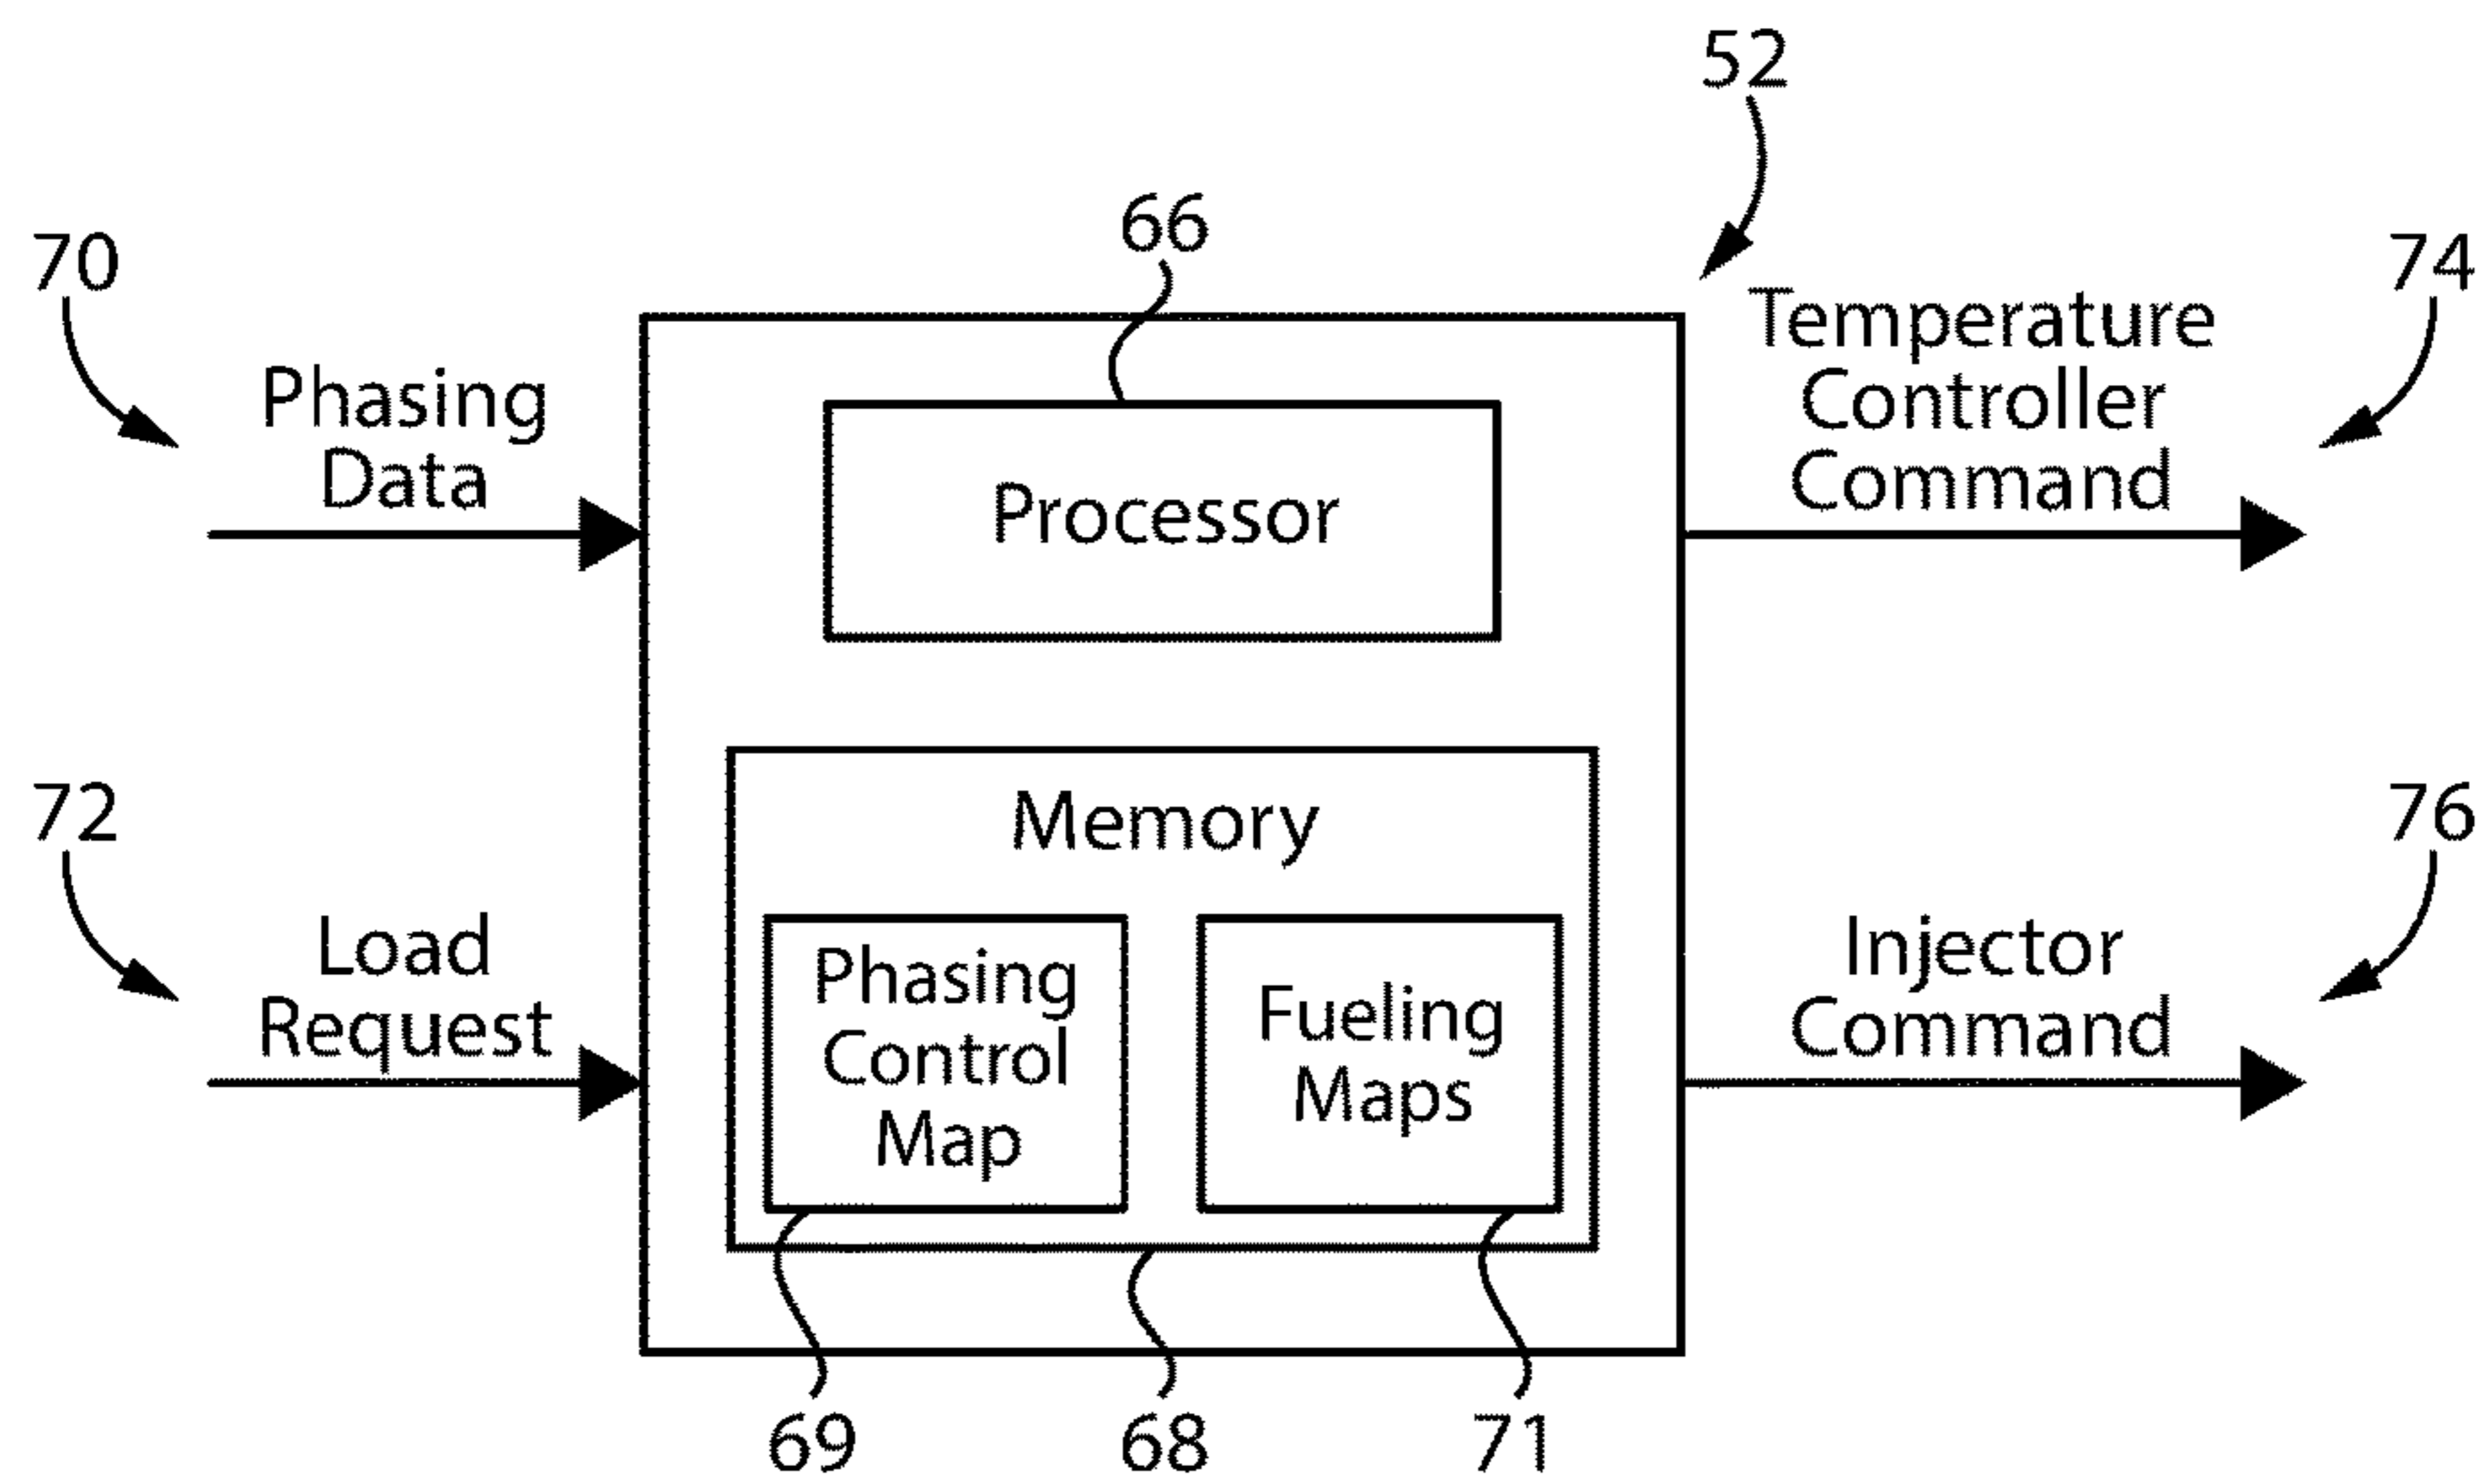 52
66
70
74
Phasing
Data
Temperature
Controller
Command
Processor
72
76
Memory
Load
Request
Phasing
Control
Map
Fueling
Maps
Injector
Command
69
68
71